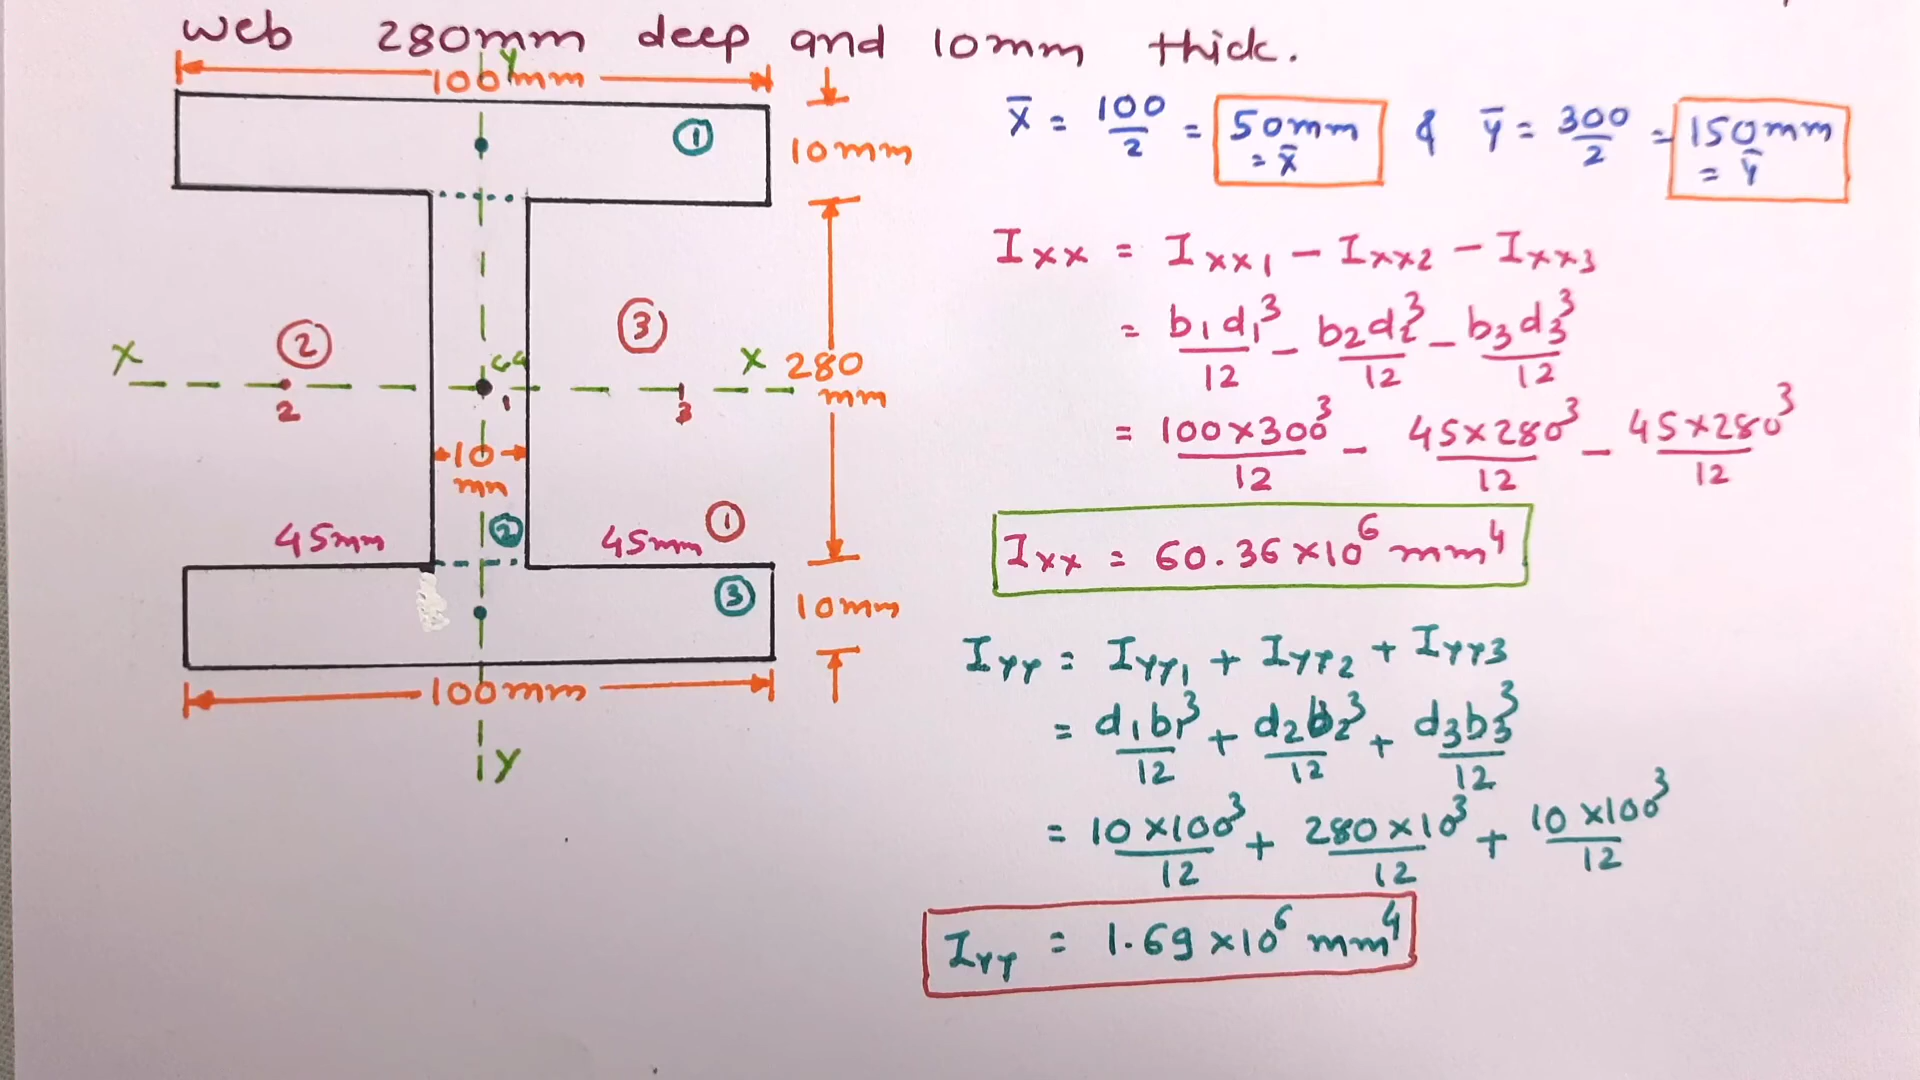 web 280mm deep and 10mm thick.
Y
100mm
①
10mm
②
③
X
X
280
mm
2
1
3
10
mm
45mm
②
45mm
①
③
10mm
100mm
Y
X̄ = 100/2 = 50mm = X̄ & Ȳ = 300/2 = 150mm = Ȳ
Ixx = Ixx1 - Ixx2 - Ixx3
= b1d1³/12 - b2d2³/12 - b3d3³/12
= 100×300³/12 - 45×280³/12 - 45×280³/12
Ixx = 60.36×10⁶ mm⁴
IYY = IYY1 + IYY2 + IYY3
= d1b1³/12 + d2b2³/12 + d3b3³/12
= 10×100³/12 + 280×10³/12 + 10×100³/12
IYY = 1.69×10⁶ mm⁴